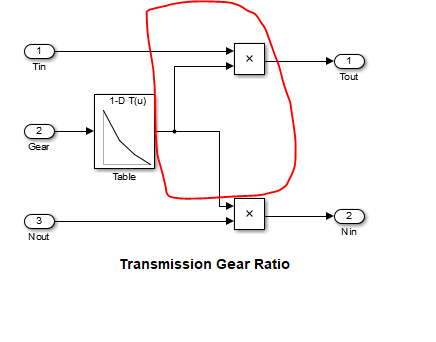 1
Tin
×
1
Tout
1-D T(u)
2
Gear
Table
3
Nout
×
2
Nin
Transmission Gear Ratio